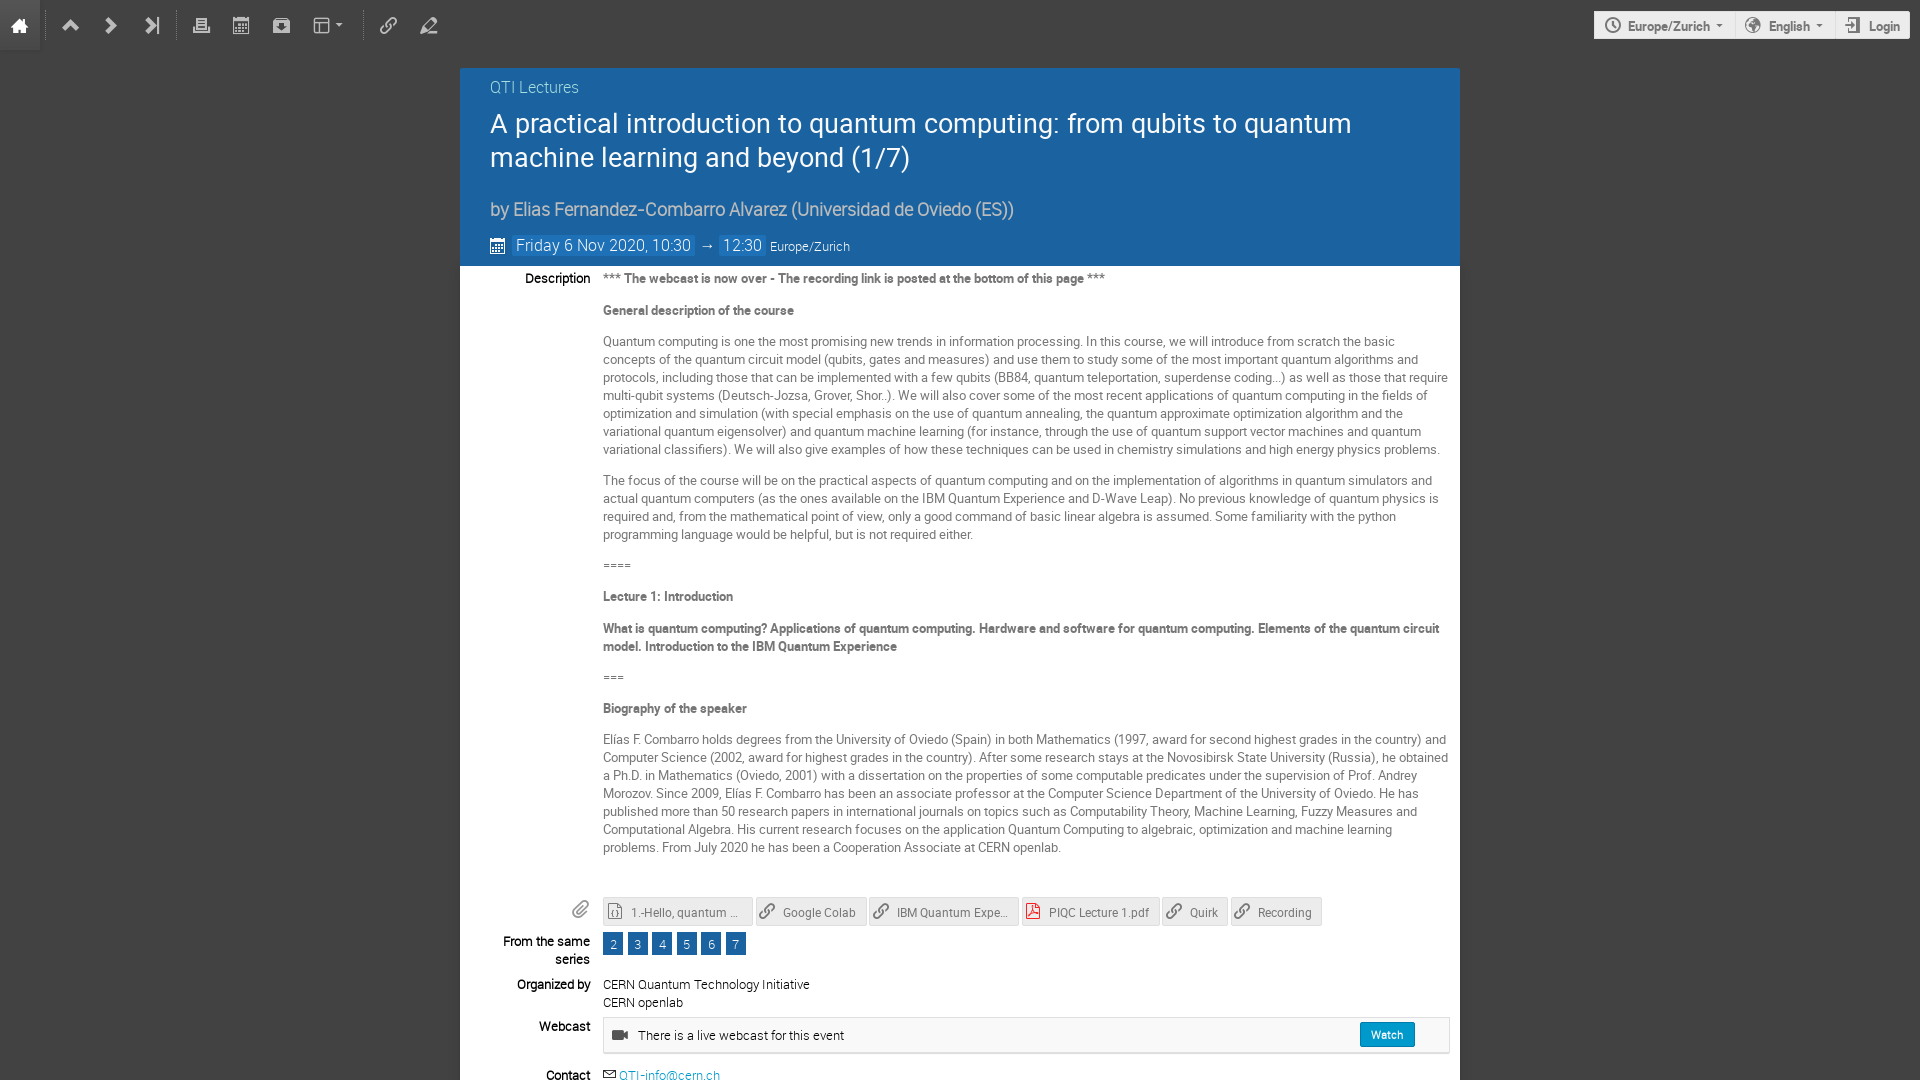 Europe/Zurich
English
Login
QTI Lectures
A practical introduction to quantum computing: from qubits to quantum
machine learning and beyond (1/7)
by Elias Fernandez-Combarro Alvarez (Universidad de Oviedo (ES))
Friday 6 Nov 2020, 10:30 → 12:30 Europe/Zurich
Description
*** The webcast is now over - The recording link is posted at the bottom of this page ***
General description of the course
Quantum computing is one the most promising new trends in information processing. In this course, we will introduce from scratch the basic
concepts of the quantum circuit model (qubits, gates and measures) and use them to study some of the most important quantum algorithms and
protocols, including those that can be implemented with a few qubits (BB84, quantum teleportation, superdense coding...) as well as those that require
multi-qubit systems (Deutsch-Jozsa, Grover, Shor..). We will also cover some of the most recent applications of quantum computing in the fields of
optimization and simulation (with special emphasis on the use of quantum annealing, the quantum approximate optimization algorithm and the
variational quantum eigensolver) and quantum machine learning (for instance, through the use of quantum support vector machines and quantum
variational classifiers). We will also give examples of how these techniques can be used in chemistry simulations and high energy physics problems.
The focus of the course will be on the practical aspects of quantum computing and on the implementation of algorithms in quantum simulators and
actual quantum computers (as the ones available on the IBM Quantum Experience and D-Wave Leap). No previous knowledge of quantum physics is
required and, from the mathematical point of view, only a good command of basic linear algebra is assumed. Some familiarity with the python
programming language would be helpful, but is not required either.
====
Lecture 1: Introduction
What is quantum computing? Applications of quantum computing. Hardware and software for quantum computing. Elements of the quantum circuit
model. Introduction to the IBM Quantum Experience
===
Biography of the speaker
Elías F. Combarro holds degrees from the University of Oviedo (Spain) in both Mathematics (1997, award for second highest grades in the country) and
Computer Science (2002, award for highest grades in the country). After some research stays at the Novosibirsk State University (Russia), he obtained
a Ph.D. in Mathematics (Oviedo, 2001) with a dissertation on the properties of some computable predicates under the supervision of Prof. Andrey
Morozov. Since 2009, Elías F. Combarro has been an associate professor at the Computer Science Department of the University of Oviedo. He has
published more than 50 research papers in international journals on topics such as Computability Theory, Machine Learning, Fuzzy Measures and
Computational Algebra. His current research focuses on the application Quantum Computing to algebraic, optimization and machine learning
problems. From July 2020 he has been a Cooperation Associate at CERN openlab.
1.-Hello, quantum ... Google Colab IBM Quantum Expe... PIQC Lecture 1.pdf Quirk Recording
From the same
series
2 3 4 5 6 7
Organized by
CERN Quantum Technology Initiative
CERN openlab
Webcast
There is a live webcast for this event
Watch
Contact
QTI-info@cern.ch